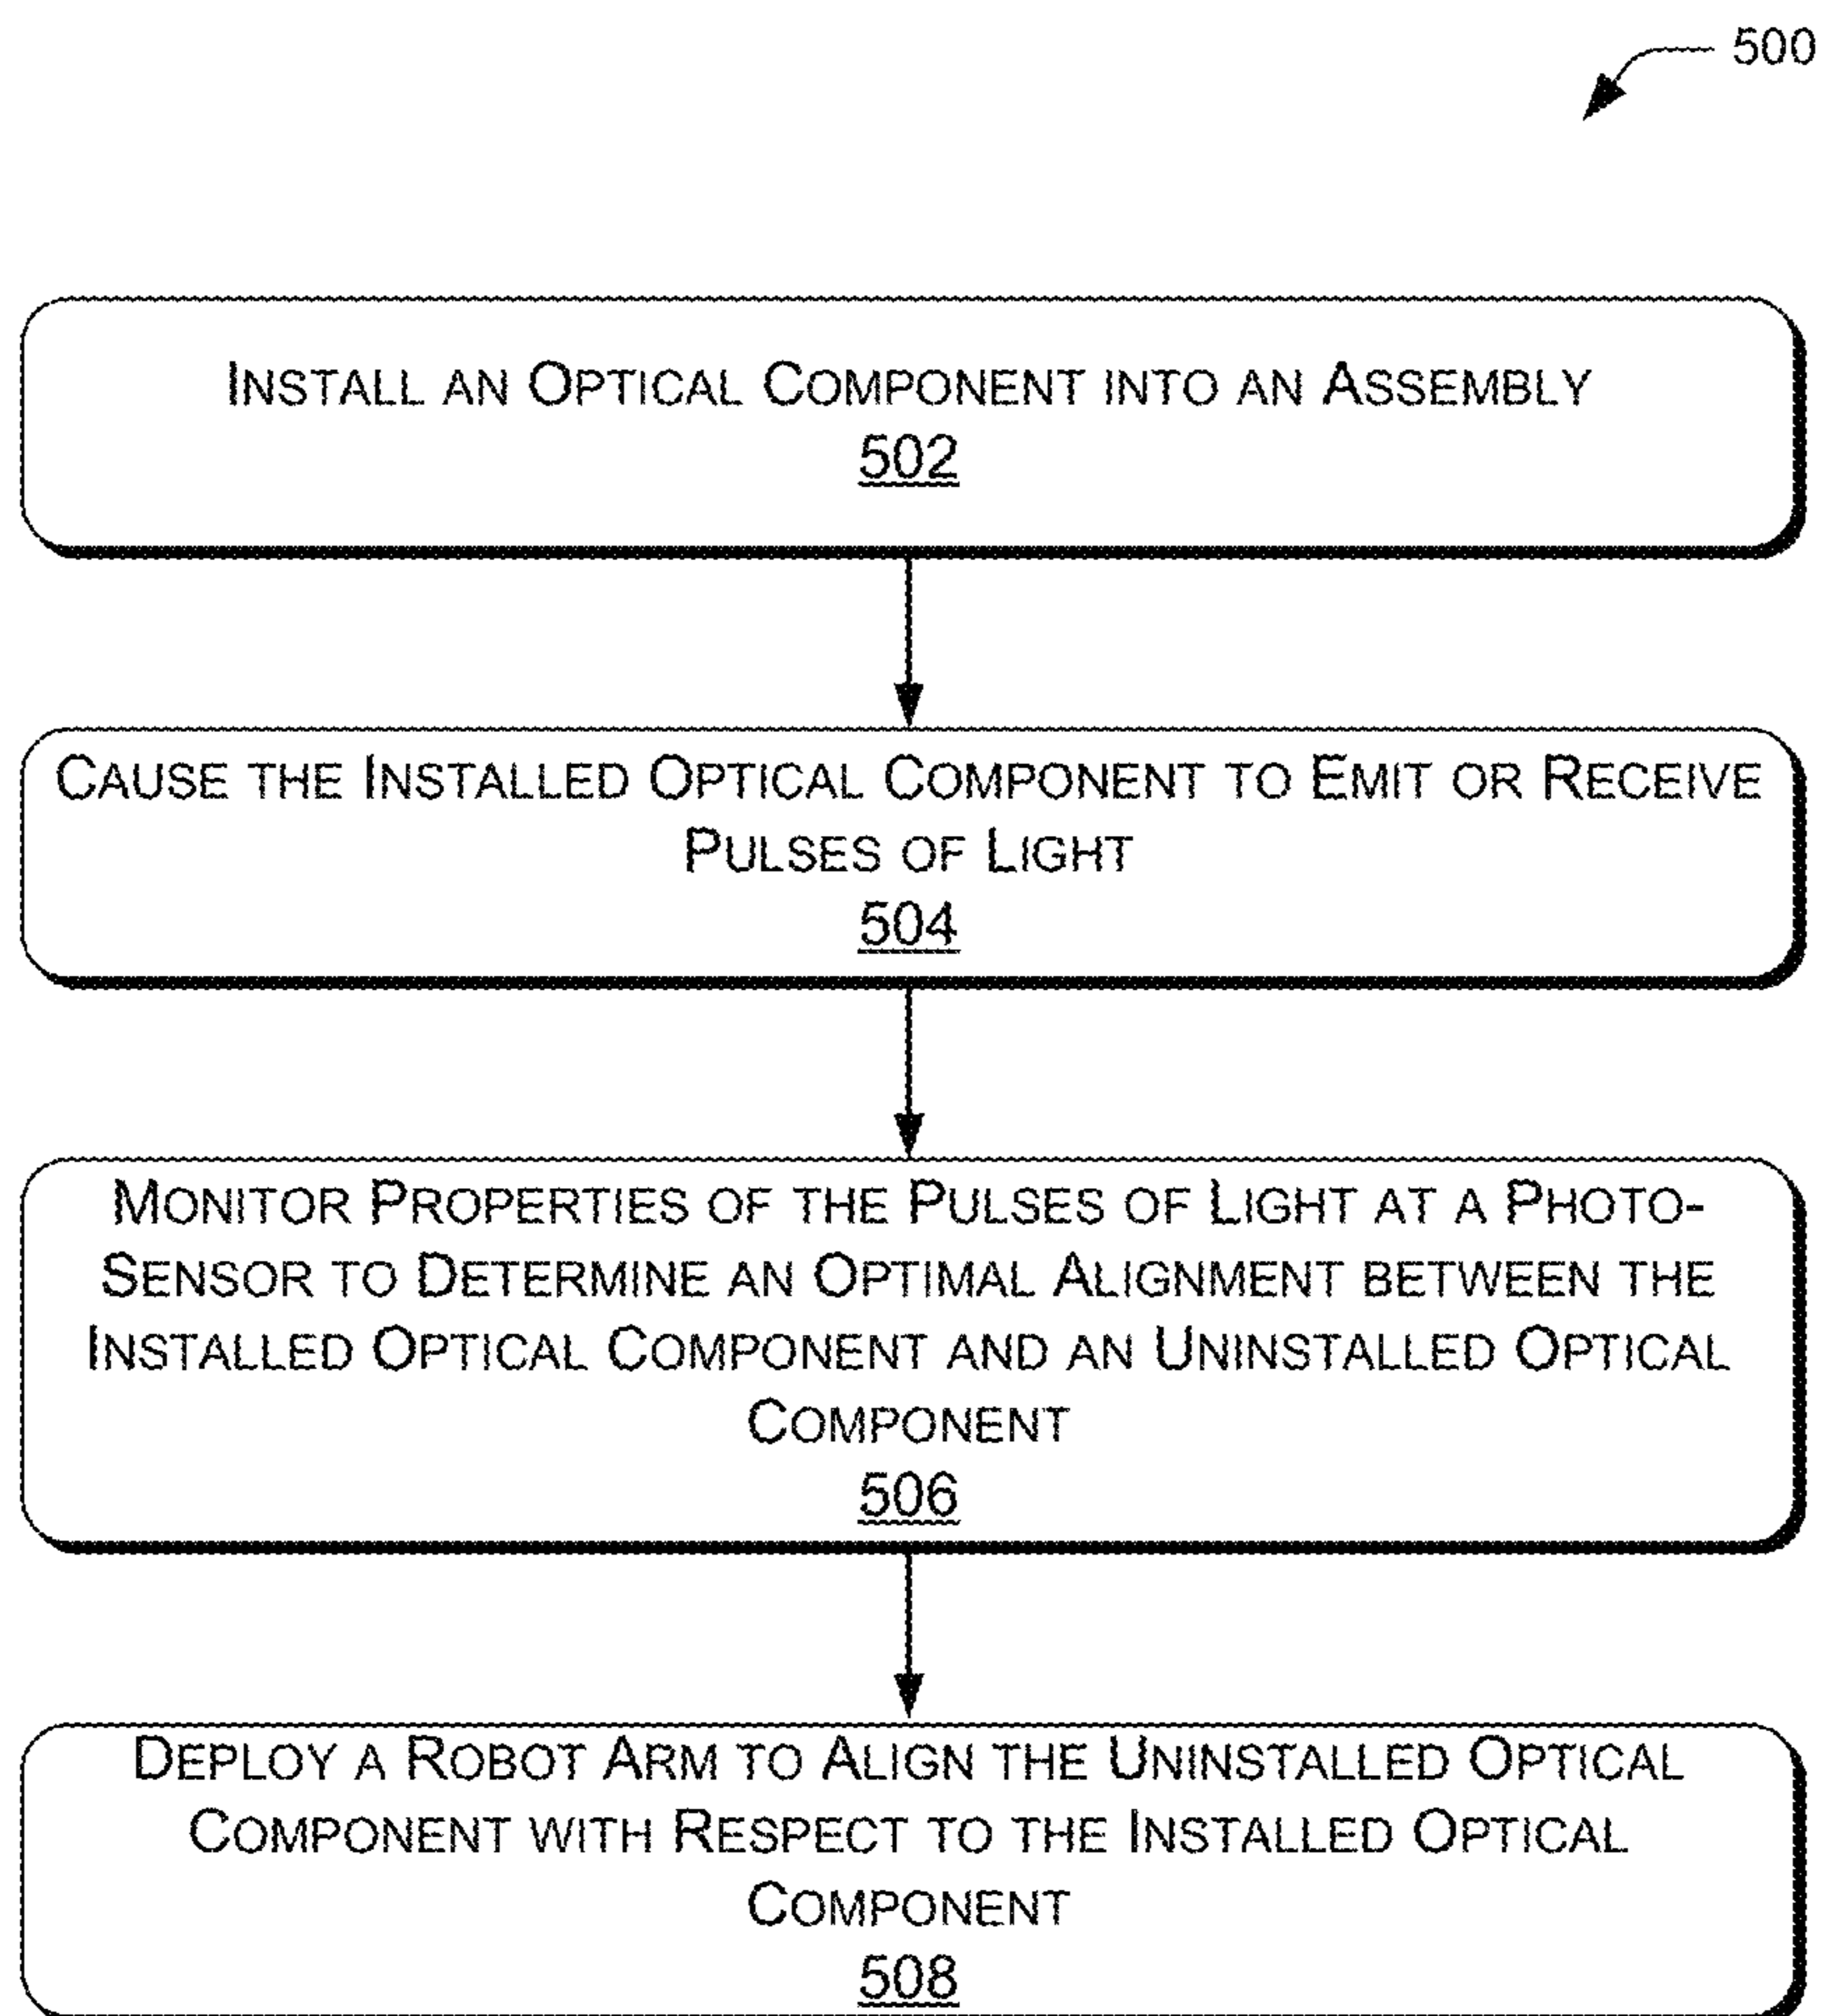 500
INSTALL AN OPTICAL COMPONENT INTO AN ASSEMBLY
502
CAUSE THE INSTALLED OPTICAL COMPONENT TO EMIT OR RECEIVE
PULSES OF LIGHT
504
MONITOR PROPERTIES OF THE PULSES OF LIGHT AT A PHOTO-
SENSOR TO DETERMINE AN OPTIMAL ALIGNMENT BETWEEN THE
INSTALLED OPTICAL COMPONENT AND AN UNINSTALLED OPTICAL
COMPONENT
506
DEPLOY A ROBOT ARM TO ALIGN THE UNINSTALLED OPTICAL
COMPONENT WITH RESPECT TO THE INSTALLED OPTICAL
COMPONENT
508